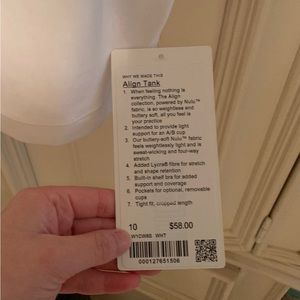 WHY WE MADE THIS
Align Tank
1. When feeling nothing is
everything. The Align
collection, powered by Nulu™
fabric, is so weightless and
buttery soft, all you feel is
your practice
2. Intended to provide light
support for an A/B cup
3. Our buttery-soft Nulu™ fabric
feels weightlessly light and is
sweat-wicking and four-way
stretch
4. Added Lycra® fibre for stretch
and shape retention
5. Built-in shelf bra for added
support and coverage
6. Pockets for optional, removable
cups
7. Tight fit, cropped length
10 $58.00
WHT
000127651506